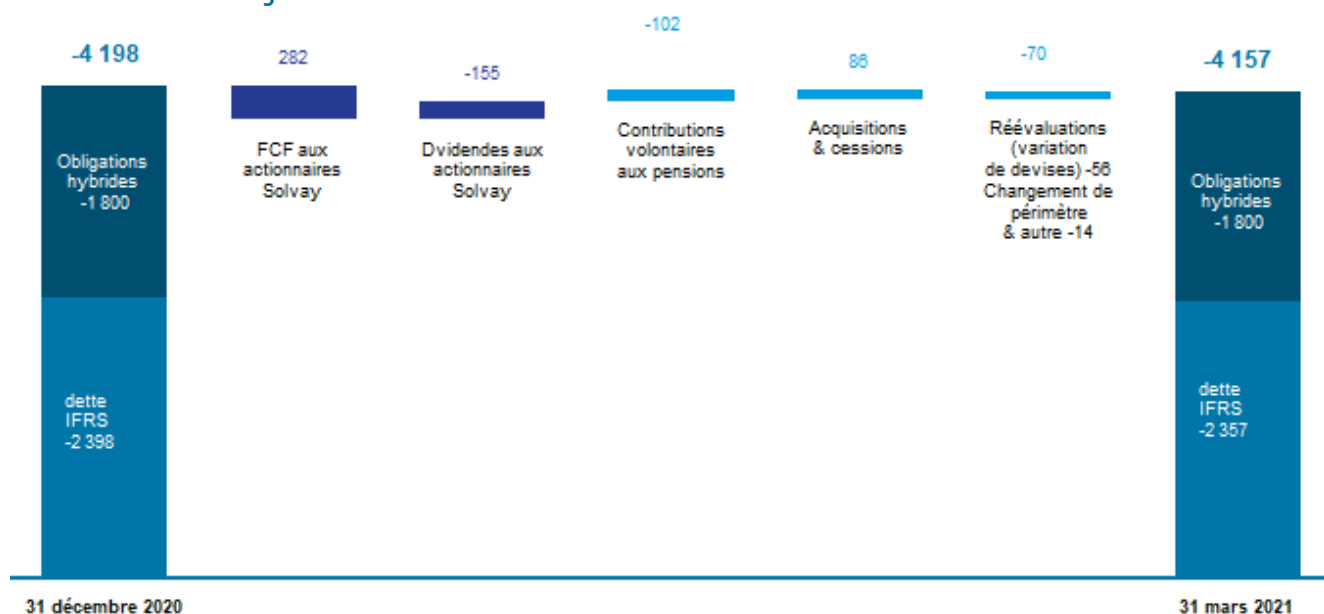 -4 198
282
-155
-102
86
-70
-4 157
Obligations
hybrides
-1 800
FCF aux
actionnaires
Solvay
Dvidendes aux
actionnaires
Solvay
Contributions
volontaires
aux pensions
Acquisitions
& cessions
Réévaluations
(variation
de devises) -56
Changement de
périmètre
& autre -14
Obligations
hybrides
-1 800
dette
IFRS
-2 398
dette
IFRS
-2 357
31 décembre 2020
31 mars 2021